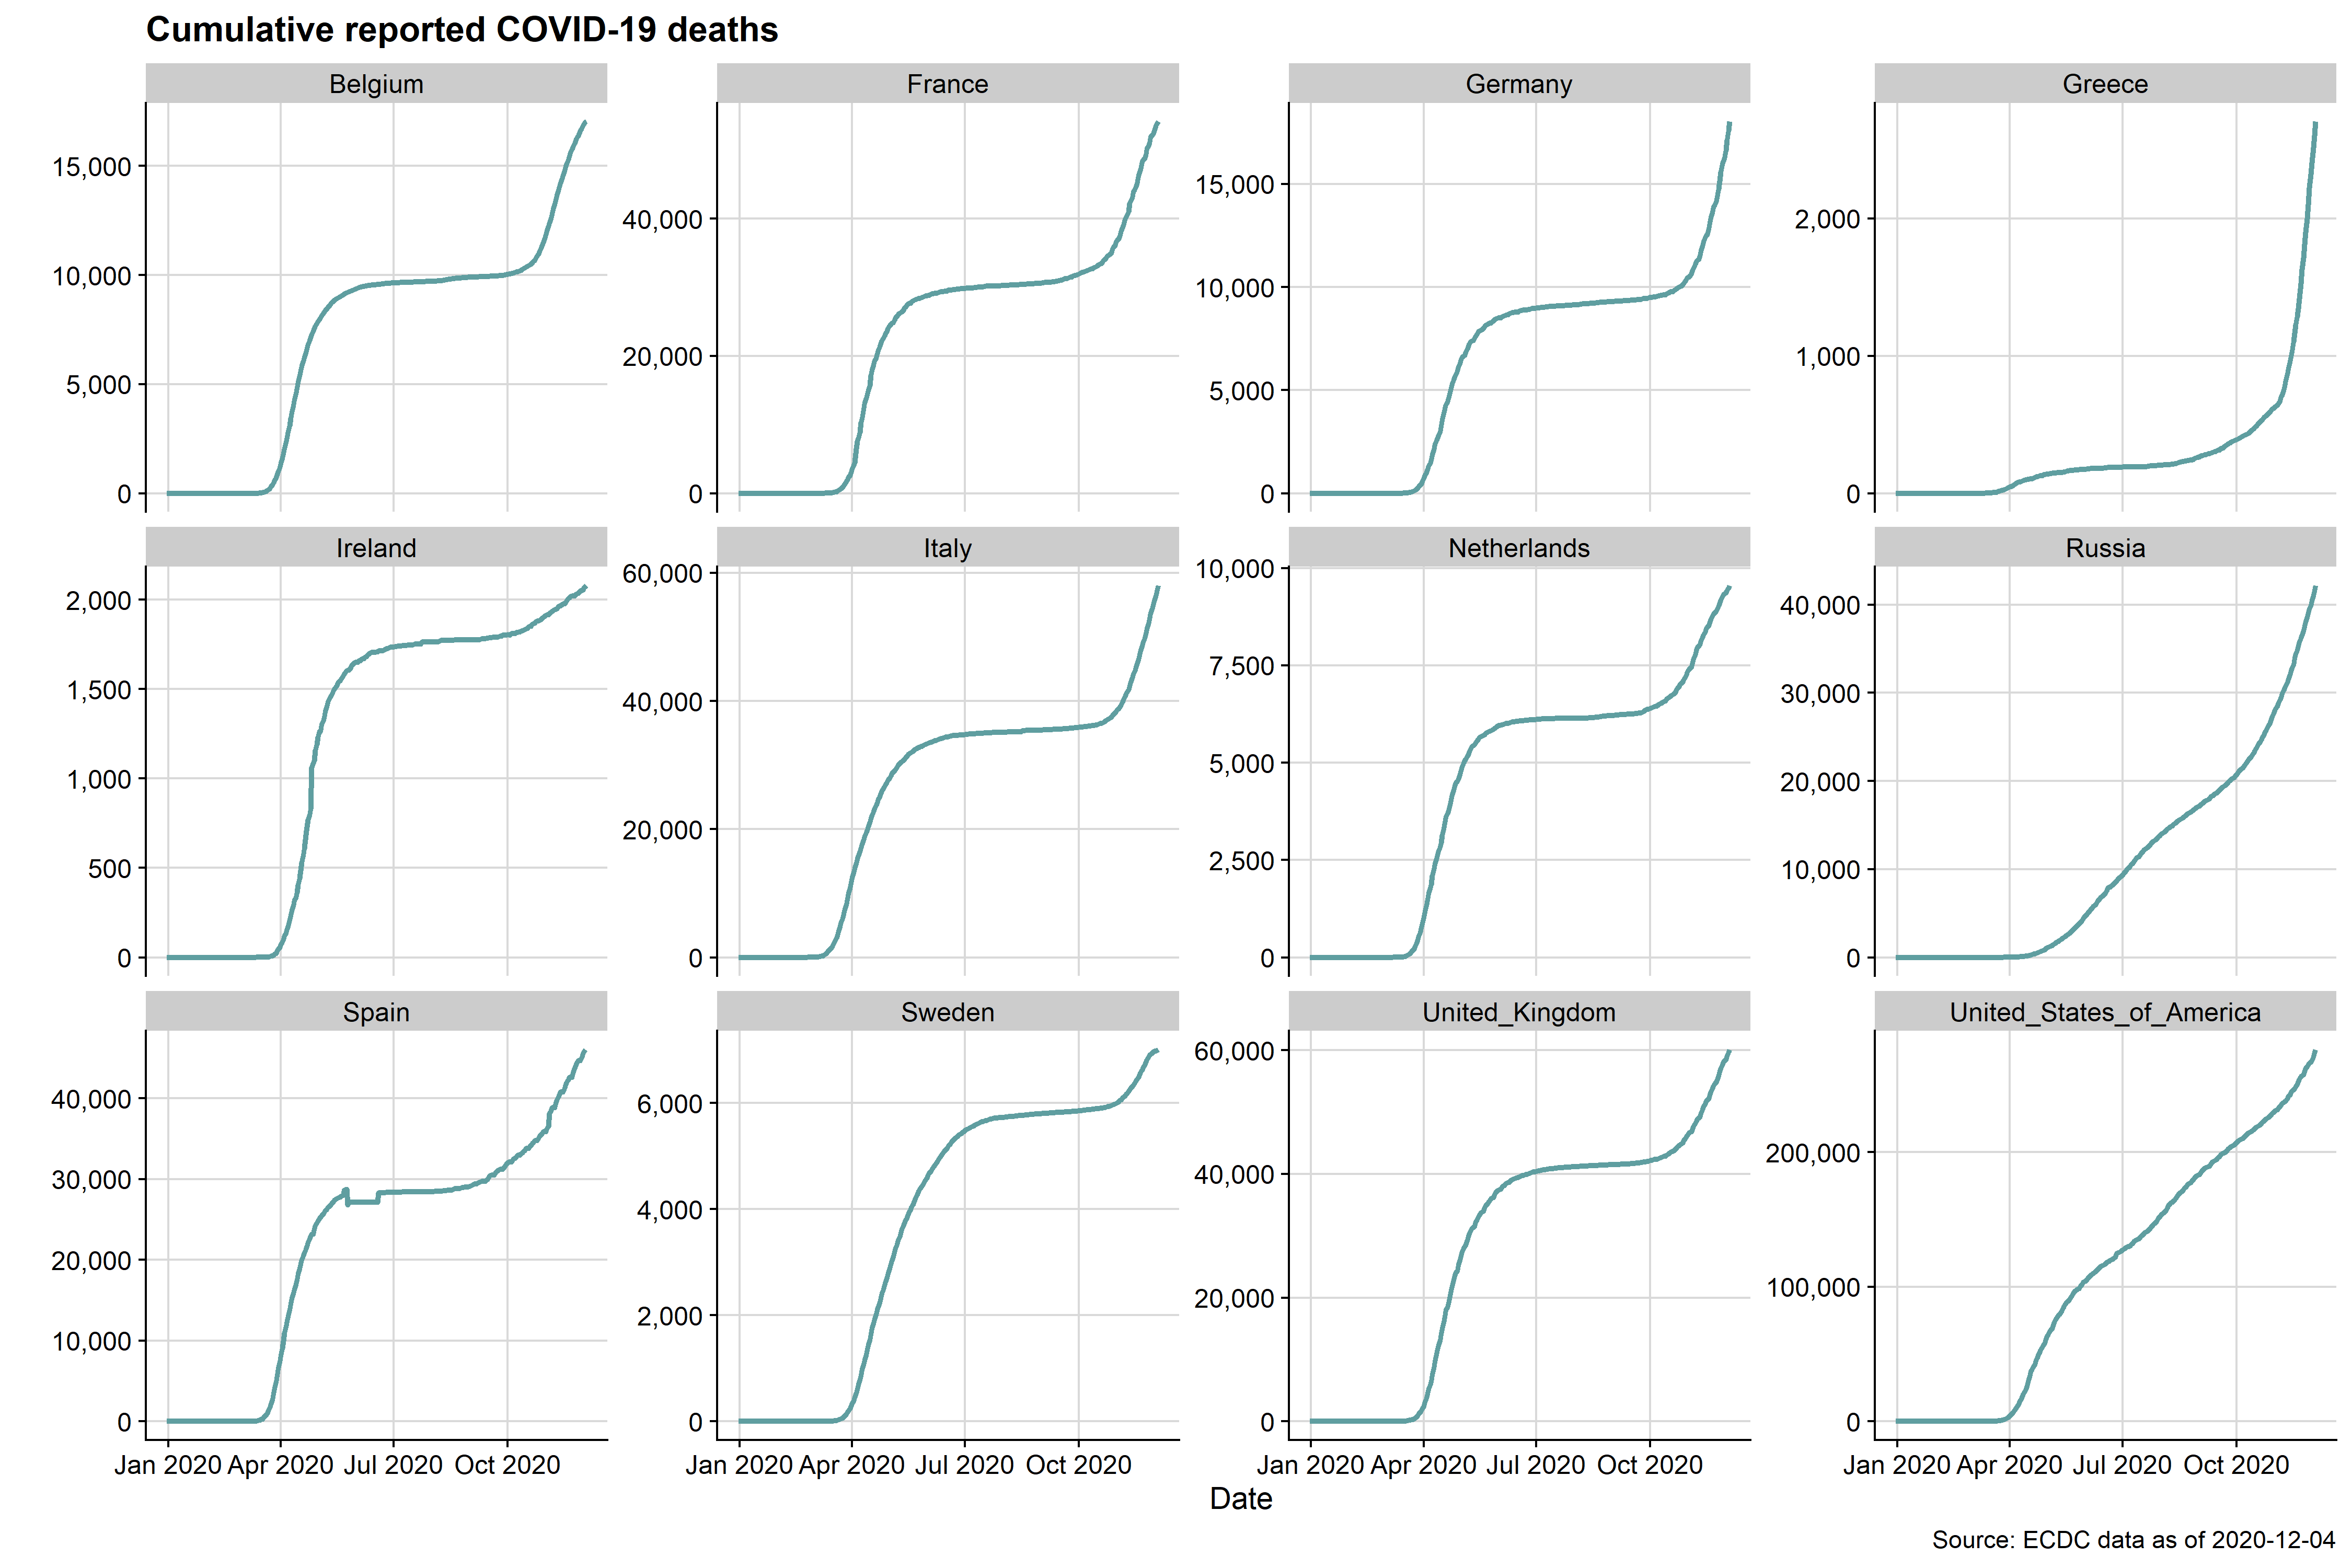 Cumulative reported COVID-19 deaths
Belgium
France
Germany
Greece
15,000
10,000
5,000
0
40,000
20,000
0
15,000
10,000
5,000
0
2,000
1,000
0
Ireland
Italy
Netherlands
Russia
2,000
1,500
1,000
500
0
60,000
40,000
20,000
0
10,000
7,500
5,000
2,500
0
40,000
30,000
20,000
10,000
0
Spain
Sweden
United_Kingdom
United_States_of_America
40,000
30,000
20,000
10,000
0
6,000
4,000
2,000
0
60,000
40,000
20,000
0
200,000
100,000
0
Jan 2020 Apr 2020 Jul 2020 Oct 2020
Jan 2020 Apr 2020 Jul 2020 Oct 2020
Jan 2020 Apr 2020 Jul 2020 Oct 2020
Jan 2020 Apr 2020 Jul 2020 Oct 2020
Date
Source: ECDC data as of 2020-12-04